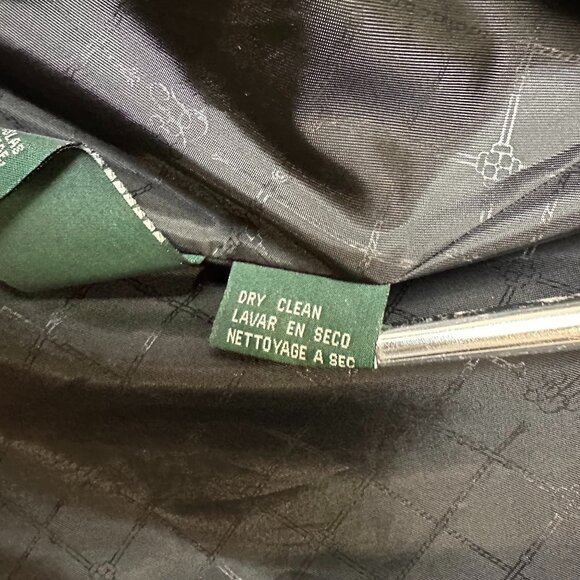 DRY CLEAN
LAVAR EN SECO
NETTOYAGE A SEC